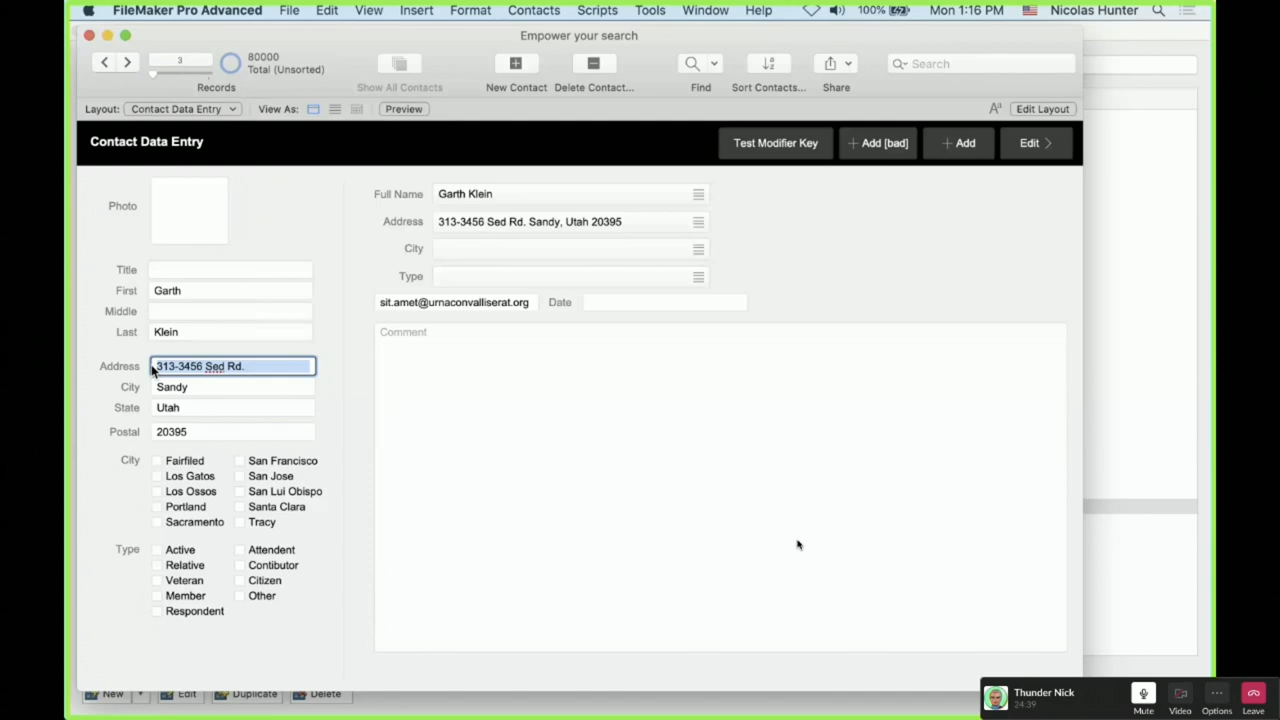 FileMaker Pro Advanced File Edit View Insert Format Contacts Scripts Tools Window Help 100% Mon 1:16 PM Nicolas Hunter
Empower your search
3
80000
Total (Unsorted)
Records
Show All Contacts
New Contact
Delete Contact...
Find
Sort Contacts...
Share
Search
Layout: Contact Data Entry View As: Preview Aa Edit Layout
Contact Data Entry
Test Modifier Key
+ Add [bad]
+ Add
Edit >
Photo
Title
First Garth
Middle
Last Klein
Address 313-3456 Sed Rd.
City Sandy
State Utah
Postal 20395
City
Fairfiled San Francisco
Los Gatos San Jose
Los Ossos San Lui Obispo
Portland Santa Clara
Sacramento Tracy
Type
Active Attendent
Relative Contibutor
Veteran Citizen
Member Other
Respondent
Full Name Garth Klein
Address 313-3456 Sed Rd. Sandy, Utah 20395
City
Type
sit.amet@urnaconvalliserat.org Date
Comment
New Edit Duplicate Delete
Thunder Nick
24:39
Mute Video Options Leave